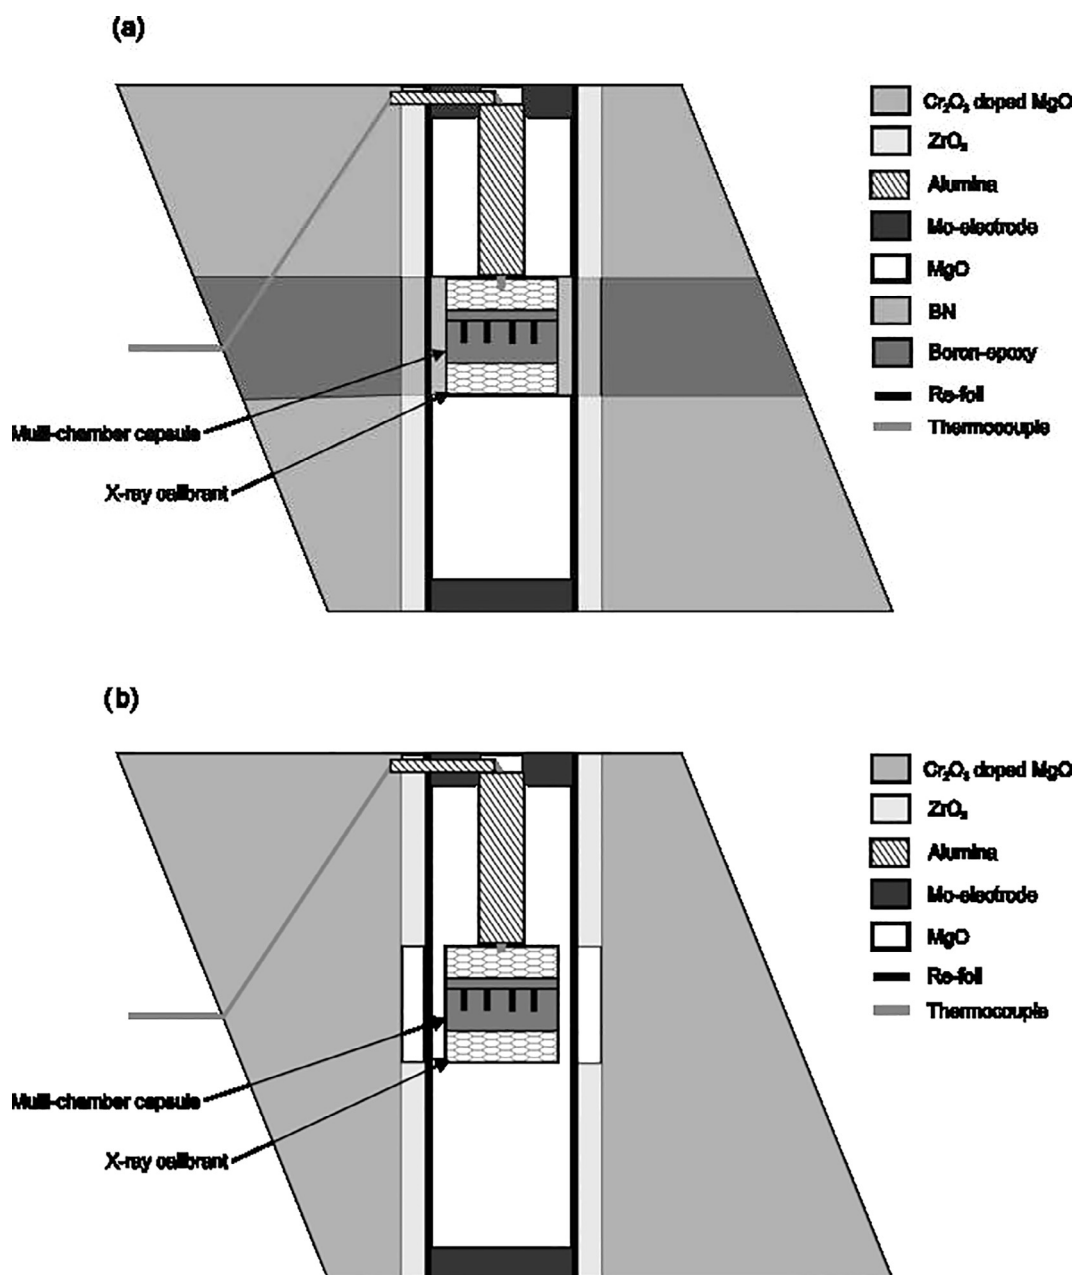 (a)
Cr₂O₃ doped MgO
ZrO₂
Alumina
Mo-electrode
MgO
BN
Boron-epoxy
Re-foil
Thermocouple
Multi-chamber capsule
X-ray calibrant
(b)
Cr₂O₃ doped MgO
ZrO₂
Alumina
Mo-electrode
MgO
Re-foil
Thermocouple
Multi-chamber capsule
X-ray calibrant